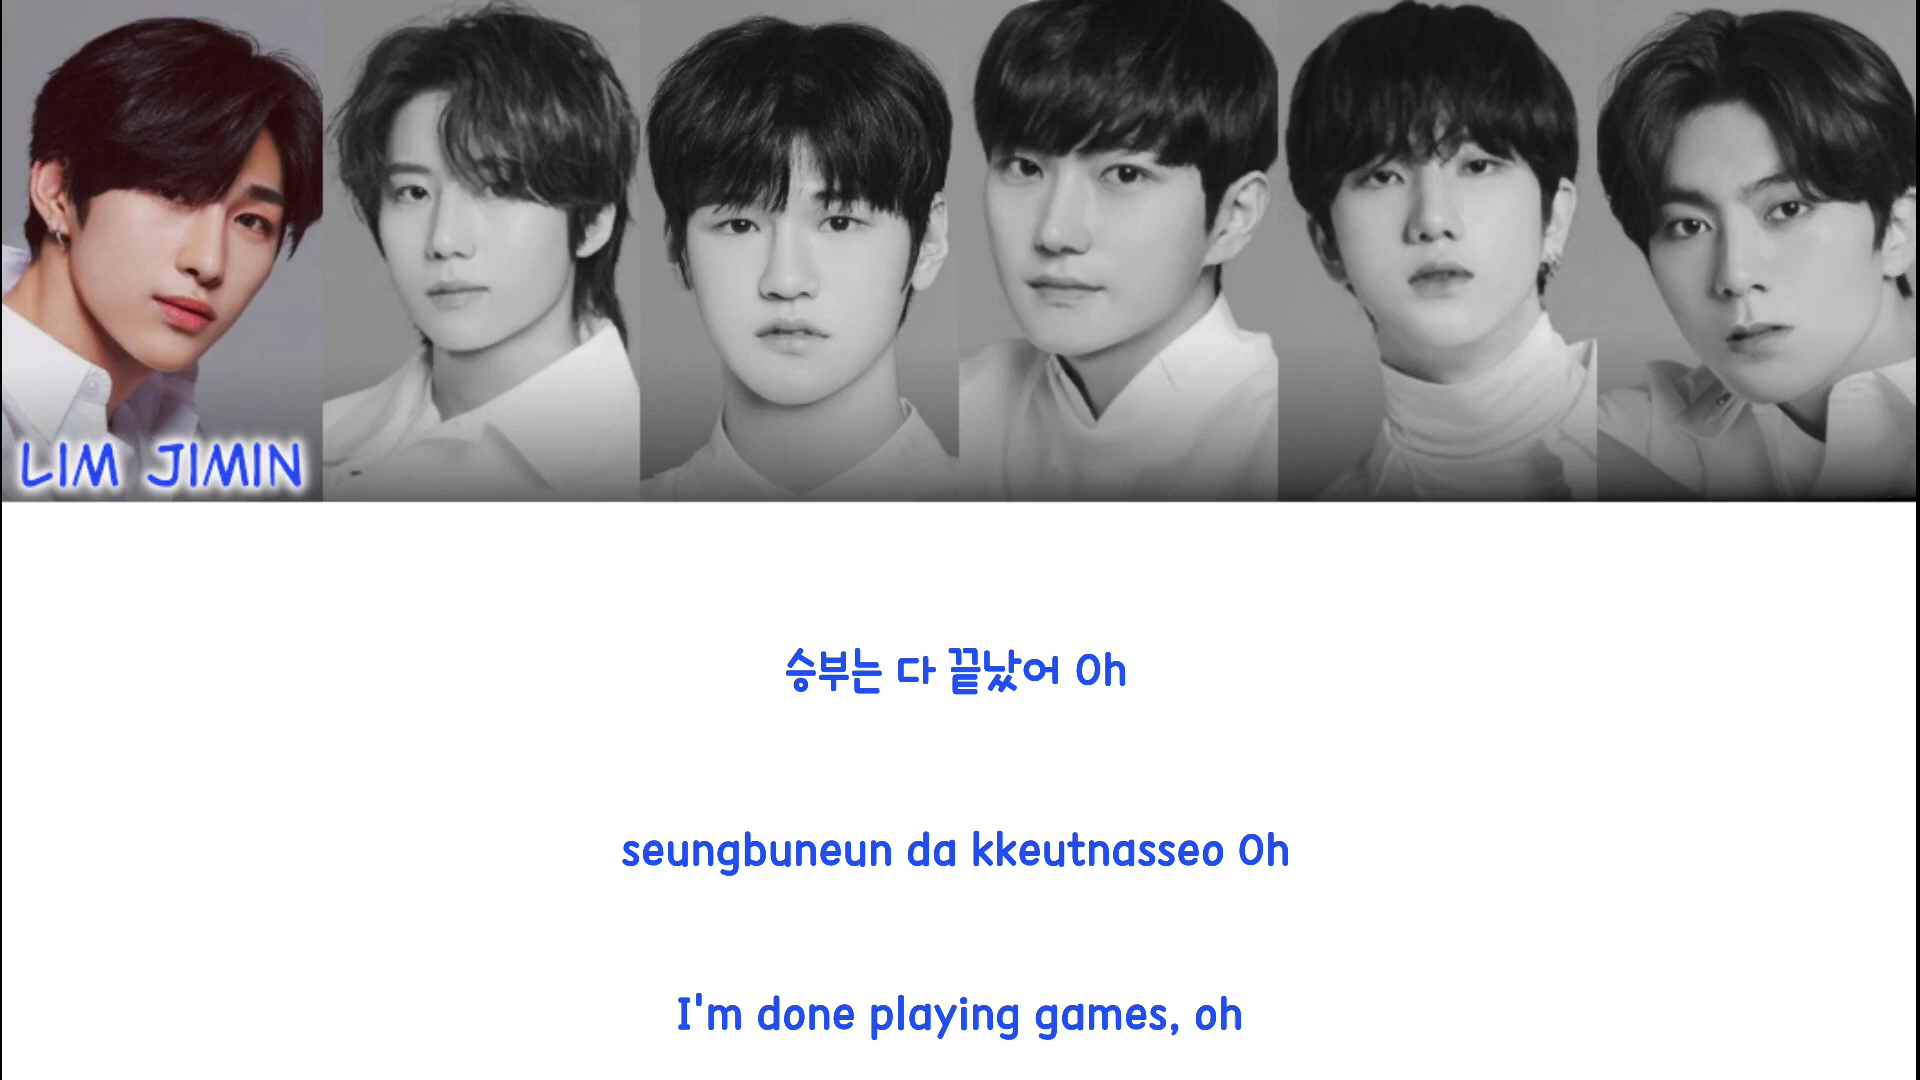 LIM JIMIN
승부는 다 끝났어 Oh
seungbuneun da kkeutnasseo Oh
I'm done playing games, oh